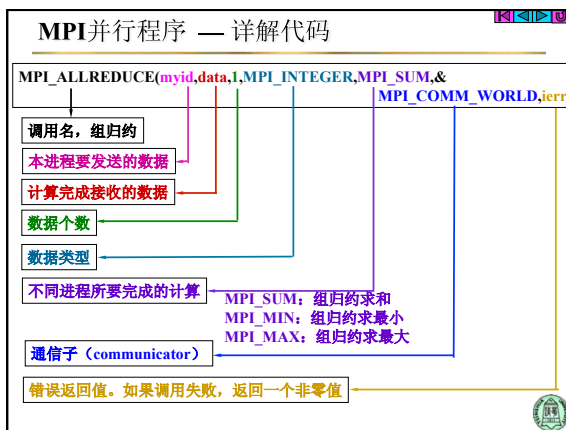 MPI并行程序 — 详解代码
MPI_ALLREDUCE(myid,data,1,MPI_INTEGER,MPI_SUM,&
MPI_COMM_WORLD,ierr
调用名，组归约
本进程要发送的数据
计算完成接收的数据
数据个数
数据类型
不同进程所要完成的计算
MPI_SUM：组归约求和
MPI_MIN：组归约求最小
MPI_MAX：组归约求最大
通信子（communicator）
错误返回值。如果调用失败，返回一个非零值